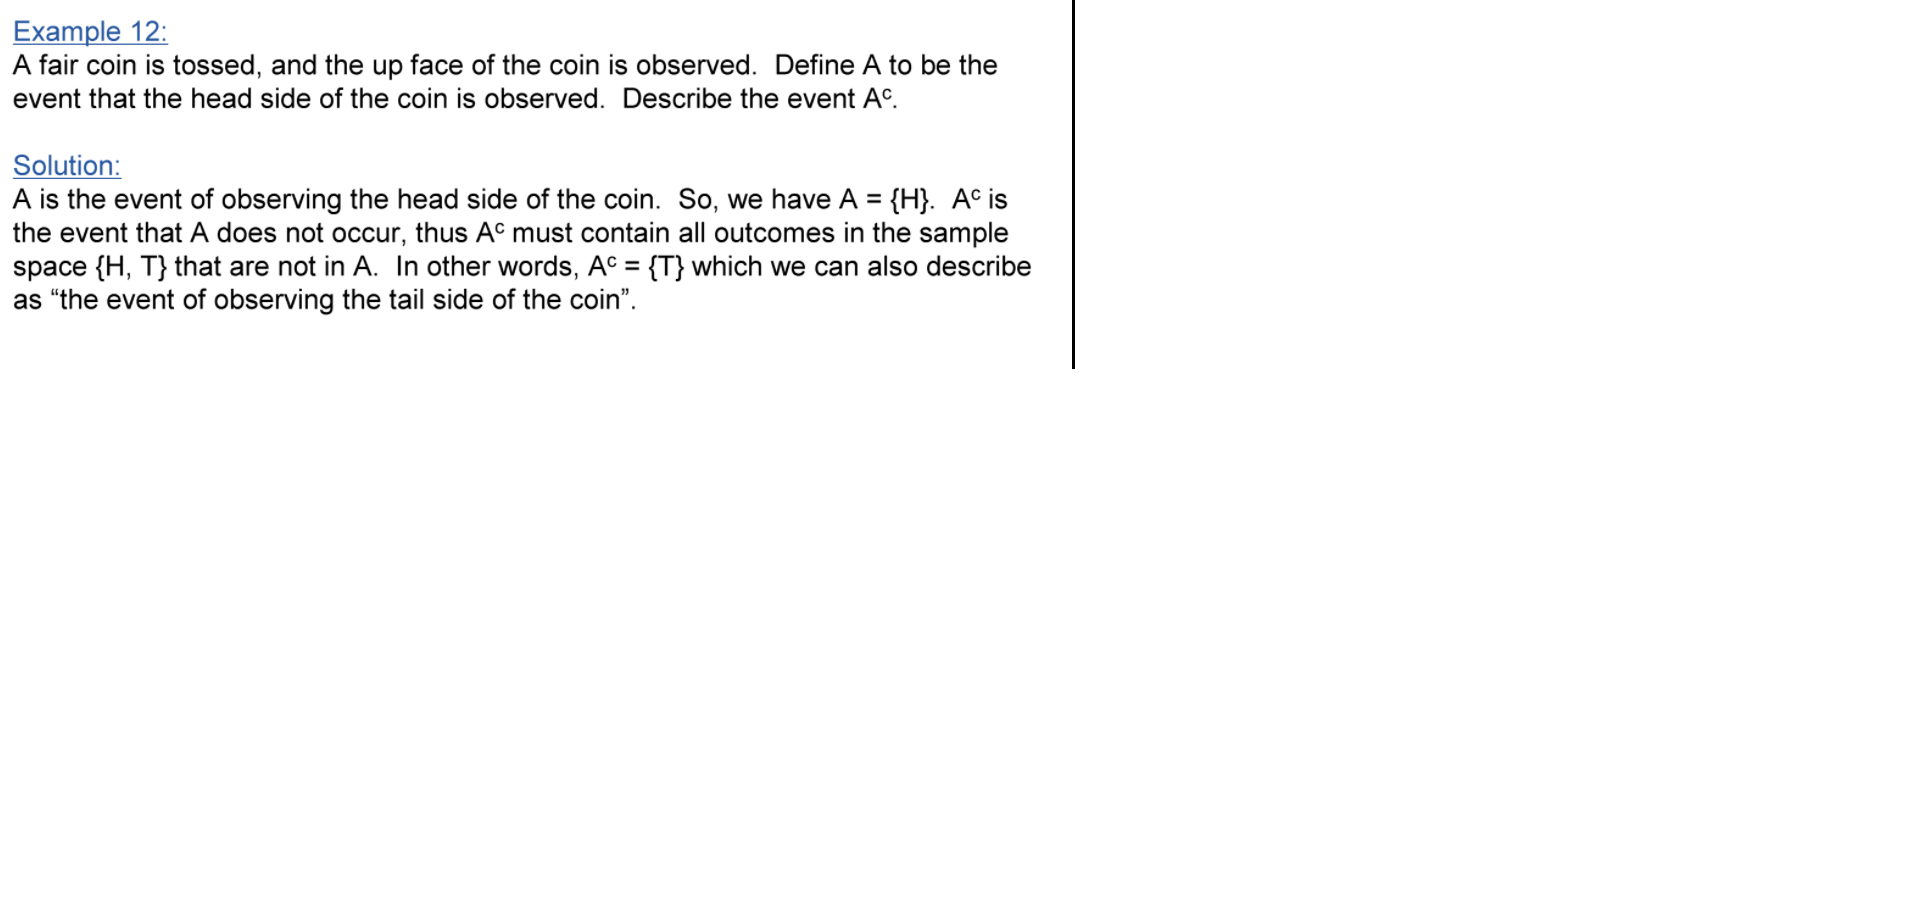 Example 12:
A fair coin is tossed, and the up face of the coin is observed.  Define A to be the
event that the head side of the coin is observed.  Describe the event Aᶜ.
Solution:
A is the event of observing the head side of the coin.  So, we have A = {H}.  Aᶜ is
the event that A does not occur, thus Aᶜ must contain all outcomes in the sample
space {H, T} that are not in A.  In other words, Aᶜ = {T} which we can also describe
as “the event of observing the tail side of the coin”.